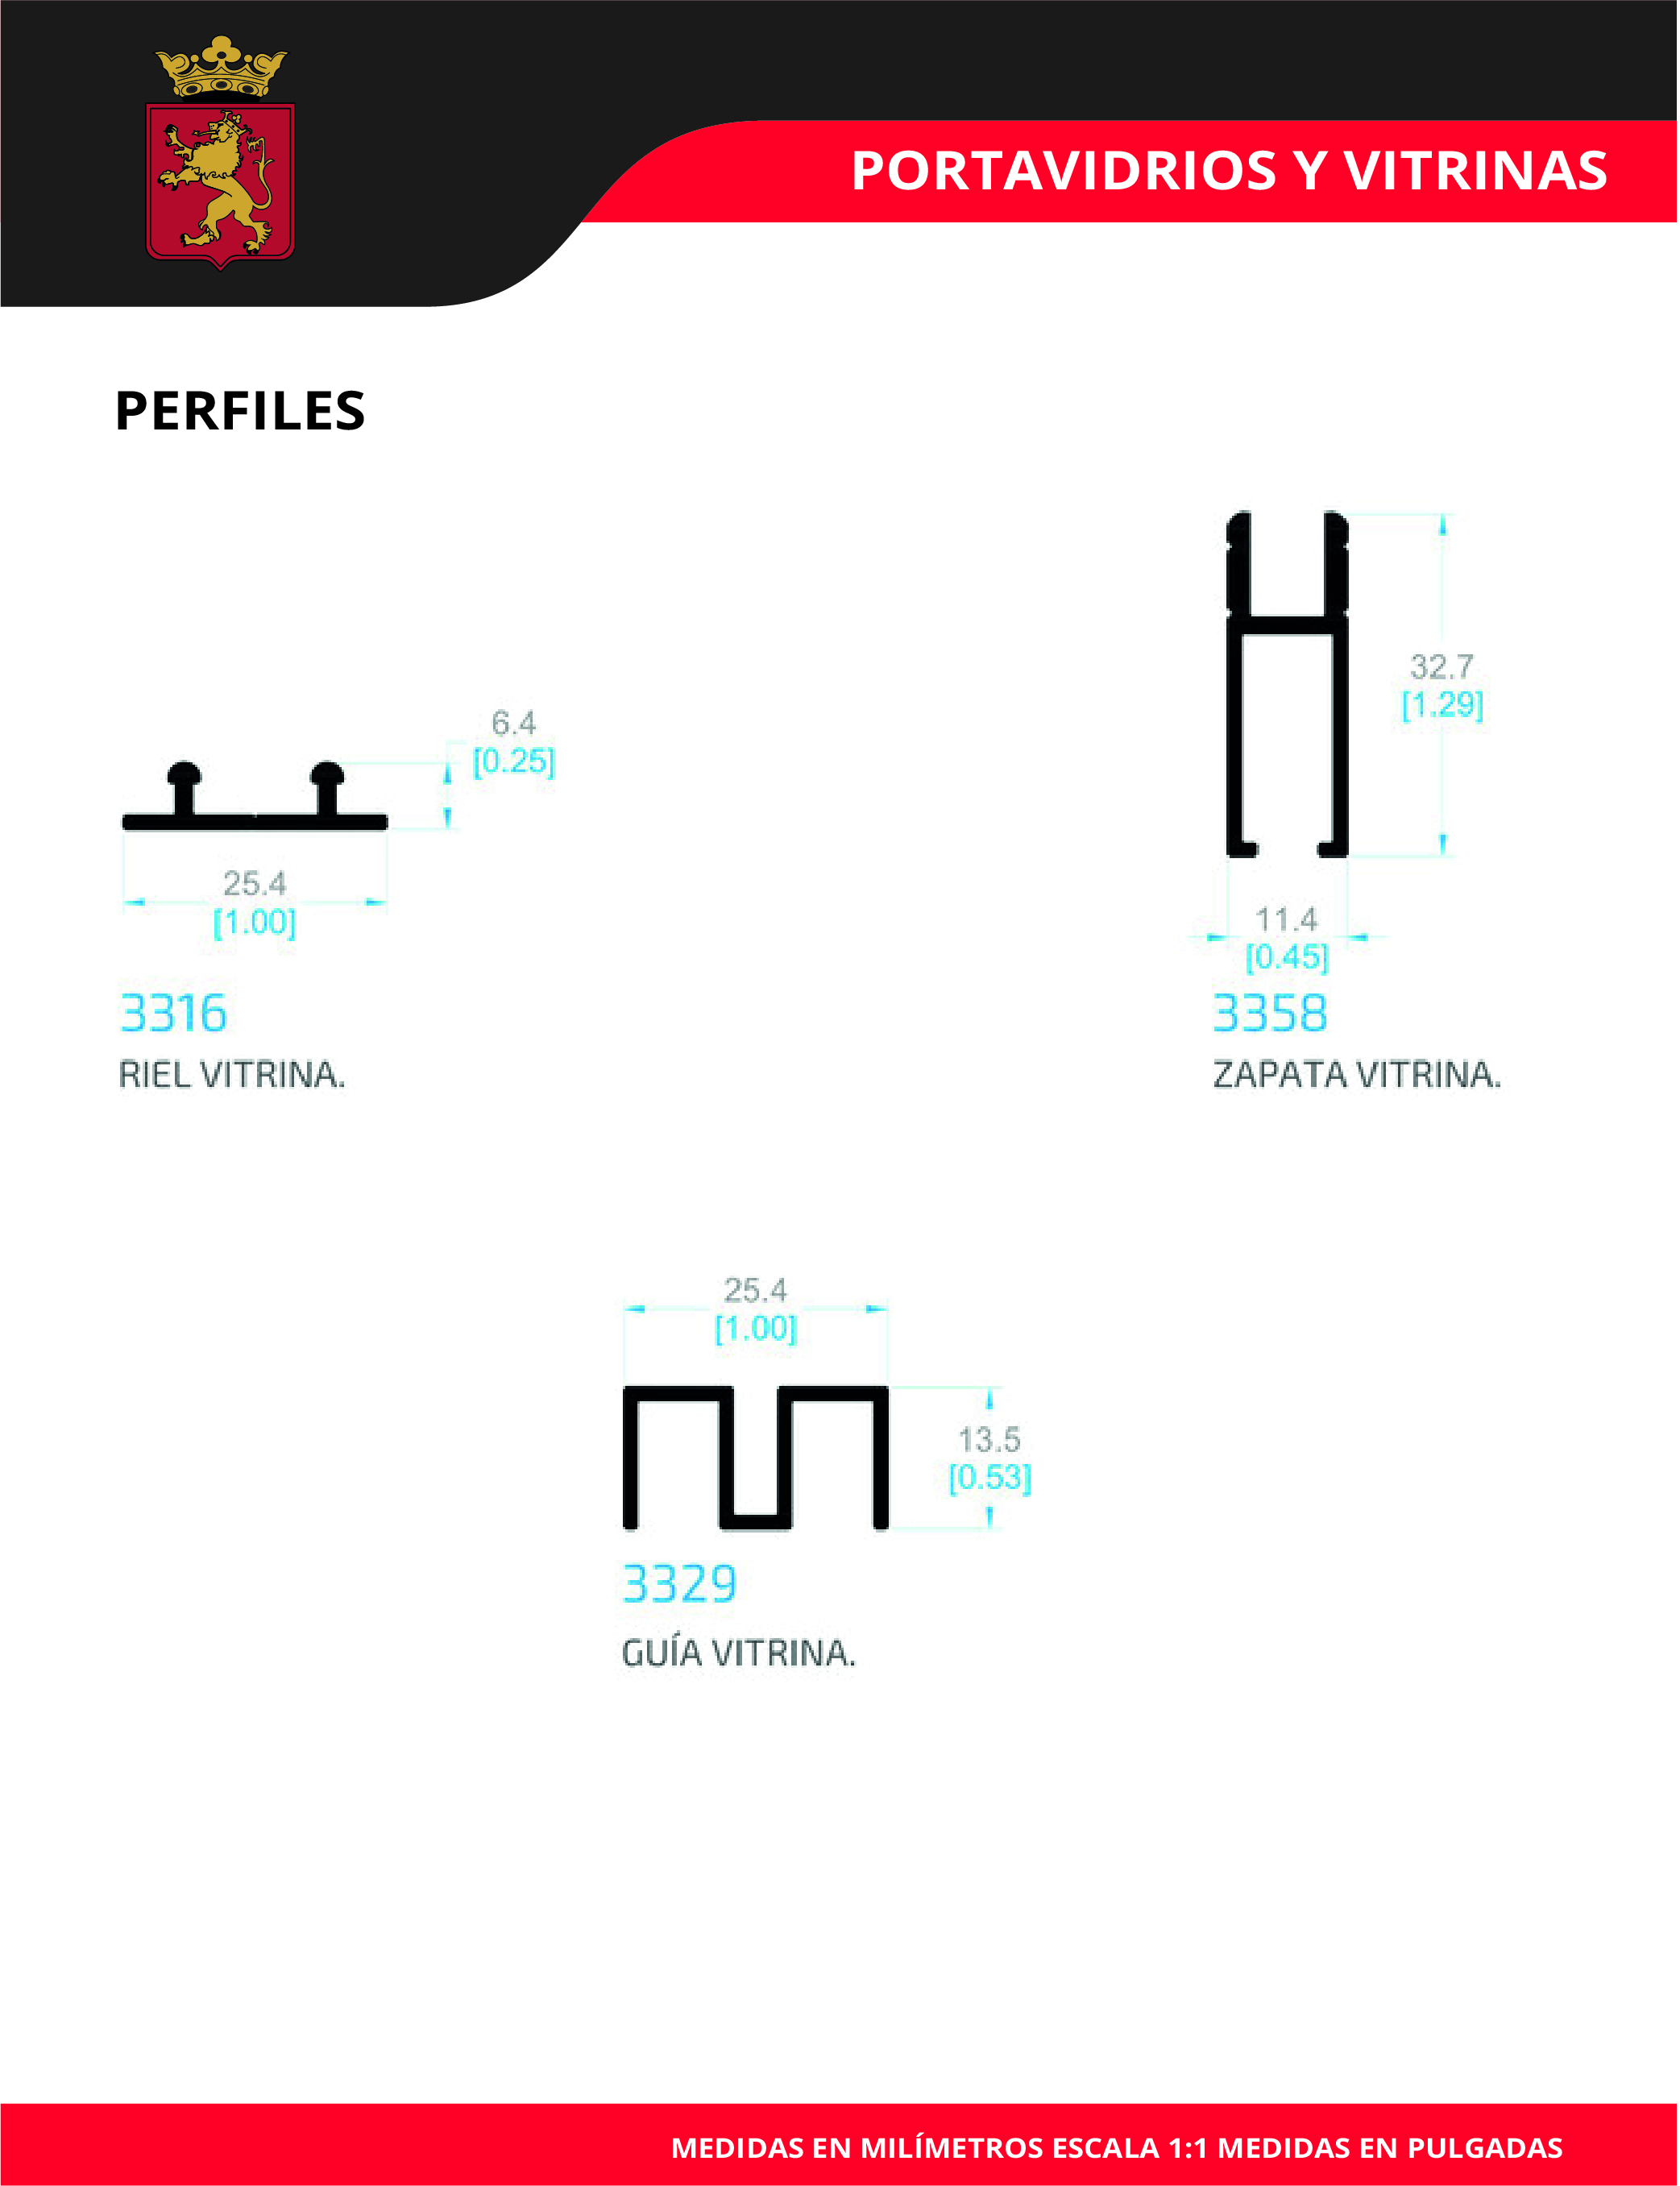 PORTAVIDRIOS Y VITRINAS
PERFILES
6.4
[0.25]
25.4
[1.00]
3316
RIEL VITRINA.
32.7
[1.29]
11.4
[0.45]
3358
ZAPATA VITRINA.
25.4
[1.00]
13.5
[0.53]
3329
GUÍA VITRINA.
MEDIDAS EN MILÍMETROS ESCALA 1:1 MEDIDAS EN PULGADAS